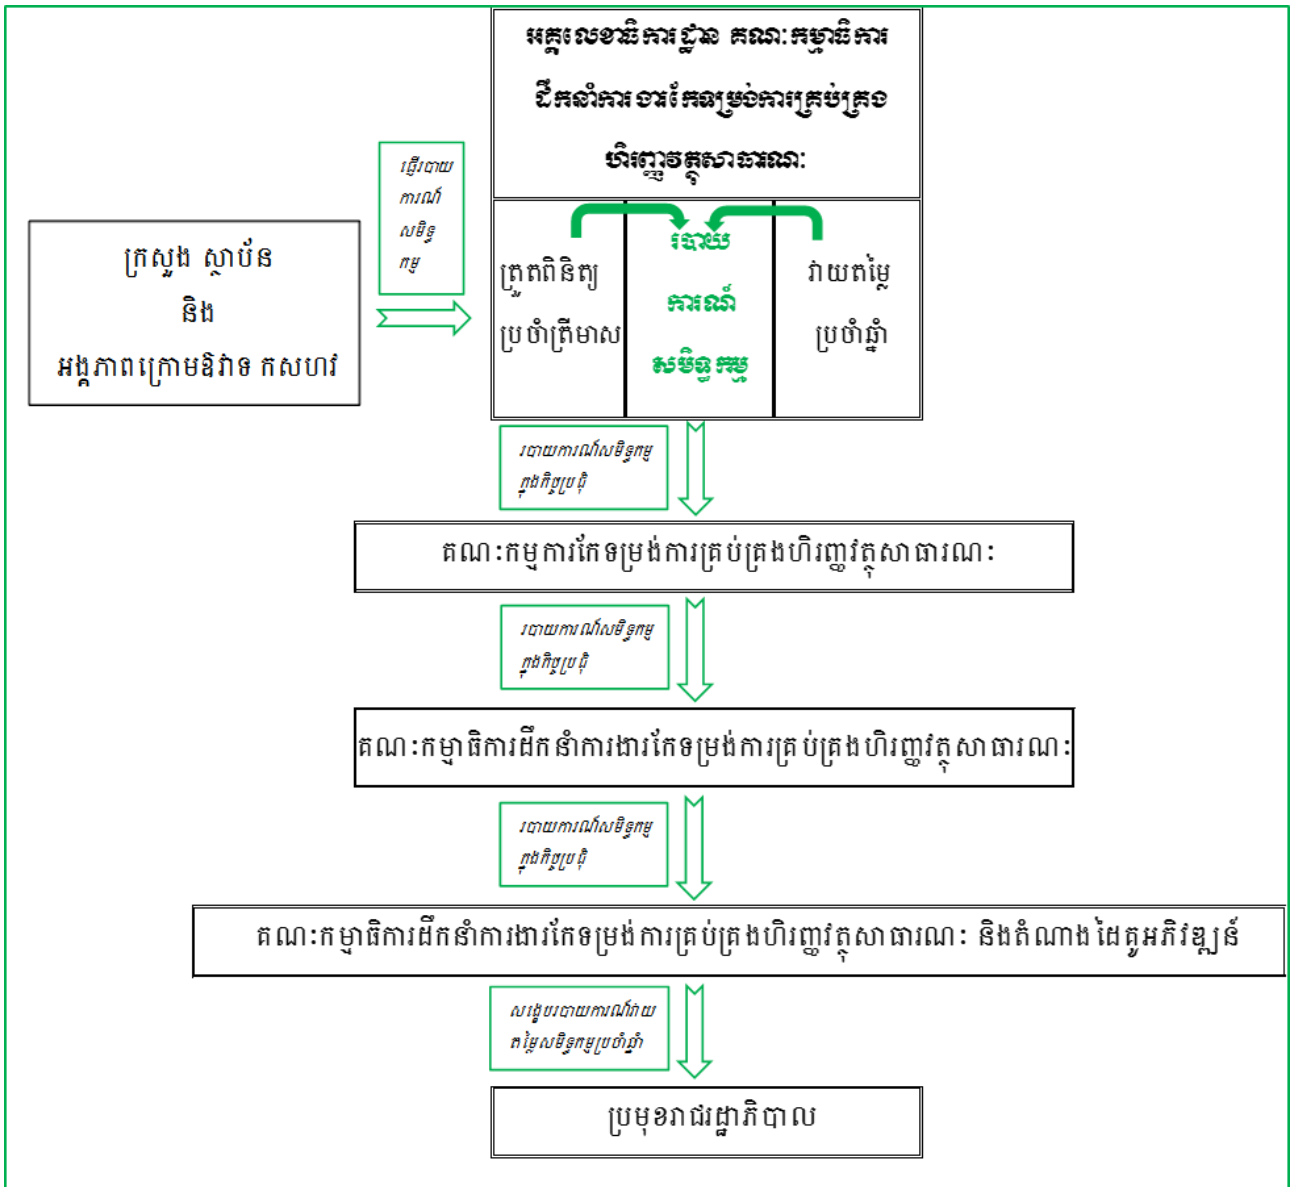 អគ្គលេខាធិការដ្ឋាន គណៈកម្មាធិការ
ដឹកនាំការងារកែទម្រង់ការគ្រប់គ្រង
ហិរញ្ញវត្ថុសាធារណៈ
ផ្ញើរបាយ
ការណ៍
សមិទ្ធ
កម្ម
ក្រសួង ស្ថាប័ន
និង
អង្គភាពក្រោមឱវាទ កសហវ
ត្រួតពិនិត្យ
ប្រចាំត្រីមាស
របាយ
ការណ៍
សមិទ្ធកម្ម
វាយតម្លៃ
ប្រចាំឆ្នាំ
របាយការណ៍សមិទ្ធកម្ម
ក្នុងកិច្ចប្រជុំ
គណៈកម្មការកែទម្រង់ការគ្រប់គ្រងហិរញ្ញវត្ថុសាធារណៈ
របាយការណ៍សមិទ្ធកម្ម
ក្នុងកិច្ចប្រជុំ
គណៈកម្មាធិការដឹកនាំការងារកែទម្រង់ការគ្រប់គ្រងហិរញ្ញវត្ថុសាធារណៈ
របាយការណ៍សមិទ្ធកម្ម
ក្នុងកិច្ចប្រជុំ
គណៈកម្មាធិការដឹកនាំការងារកែទម្រង់ការគ្រប់គ្រងហិរញ្ញវត្ថុសាធារណៈ និងតំណាងដៃគូអភិវឌ្ឍន៍
សង្ខេបរបាយការណ៍វាយ
តម្លៃសមិទ្ធកម្មប្រចាំឆ្នាំ
ប្រមុខរាជរដ្ឋាភិបាល